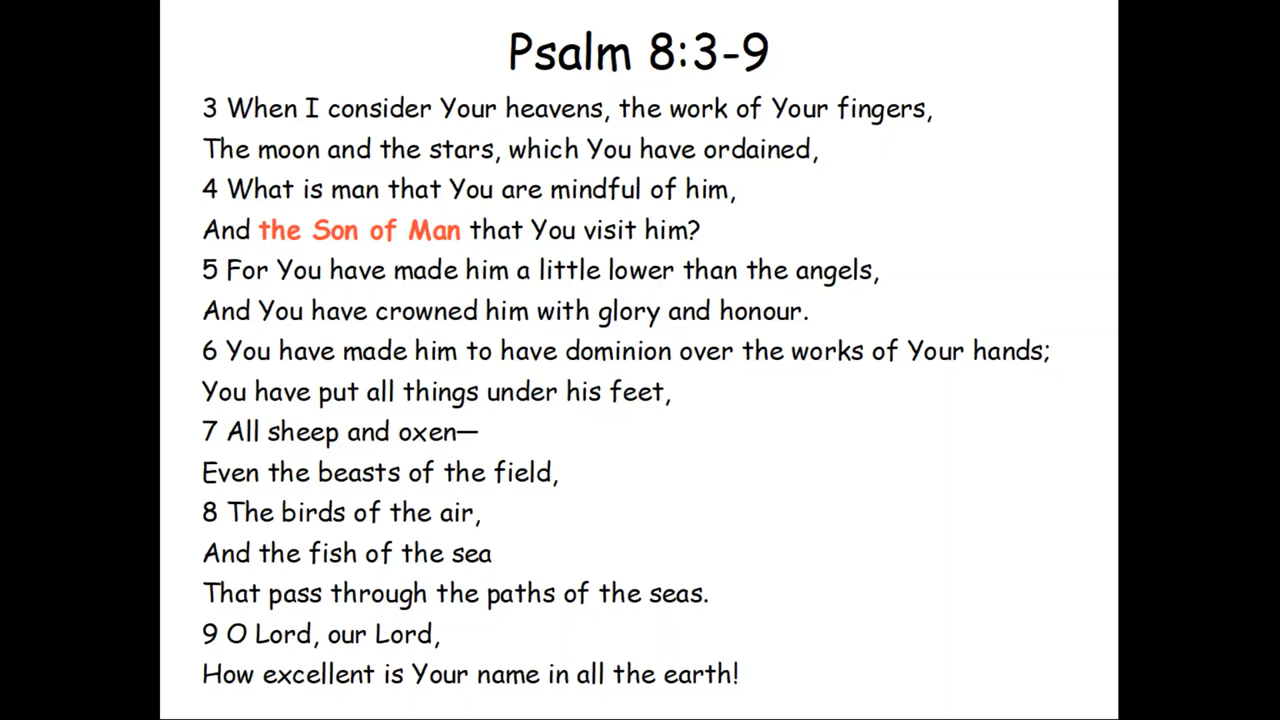 Psalm 8:3-9
3 When I consider Your heavens, the work of Your fingers,
The moon and the stars, which You have ordained,
4 What is man that You are mindful of him,
And the Son of Man that You visit him?
5 For You have made him a little lower than the angels,
And You have crowned him with glory and honour.
6 You have made him to have dominion over the works of Your hands;
You have put all things under his feet,
7 All sheep and oxen—
Even the beasts of the field,
8 The birds of the air,
And the fish of the sea
That pass through the paths of the seas.
9 O Lord, our Lord,
How excellent is Your name in all the earth!